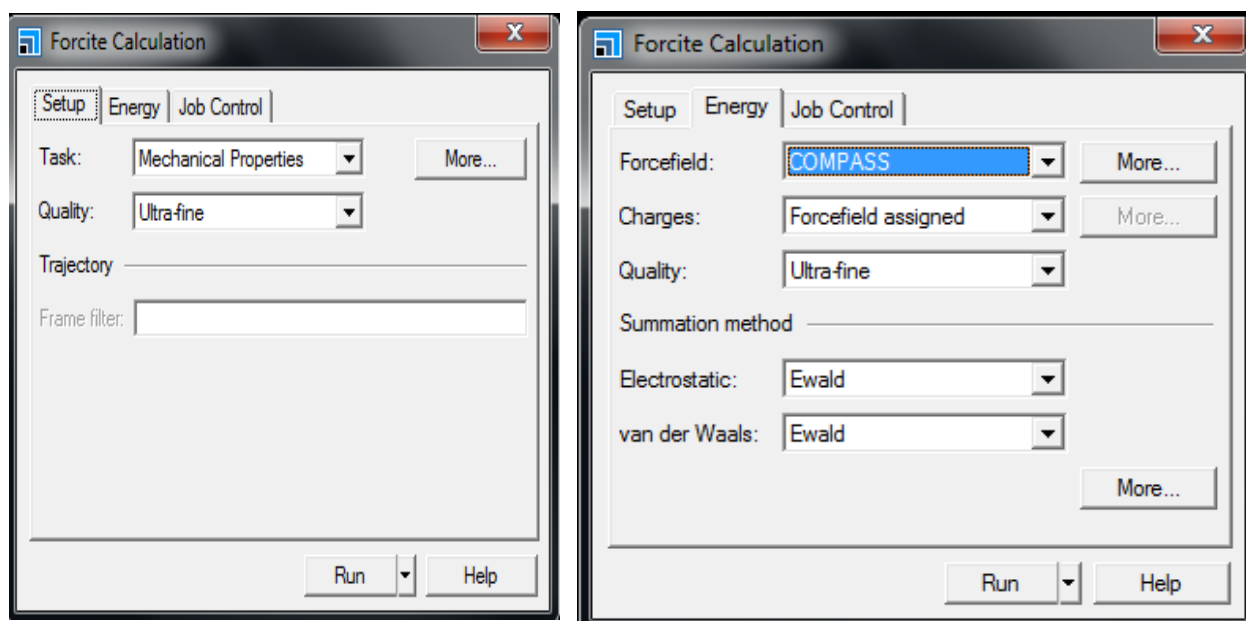 Forcite Calculation
Setup Energy Job Control
Task: Mechanical Properties More...
Quality: Ultra-fine
Trajectory
Frame filter:
Run Help
Forcite Calculation
Setup Energy Job Control
Forcefield: COMPASS More...
Charges: Forcefield assigned More...
Quality: Ultra-fine
Summation method
Electrostatic: Ewald
van der Waals: Ewald
More...
Run Help